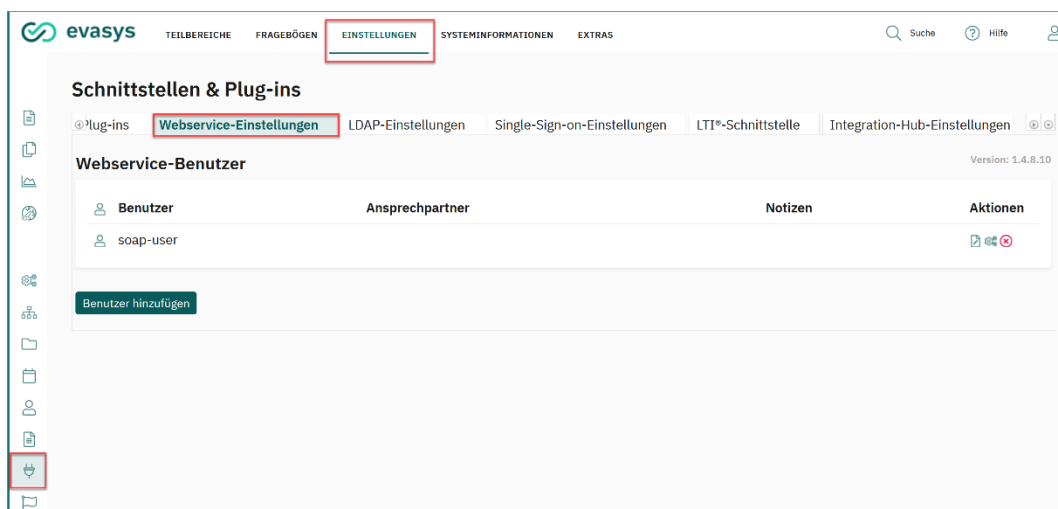 evasys TEILBEREICHE FRAGEBÖGEN EINSTELLUNGEN SYSTEMINFORMATIONEN EXTRAS Suche ? Hilfe
Schnittstellen & Plug-ins
Plug-ins Webservice-Einstellungen LDAP-Einstellungen Single-Sign-on-Einstellungen LTI®-Schnittstelle Integration-Hub-Einstellungen
Webservice-Benutzer Version: 1.4.8.10
Benutzer Ansprechpartner Notizen Aktionen
soap-user
Benutzer hinzufügen